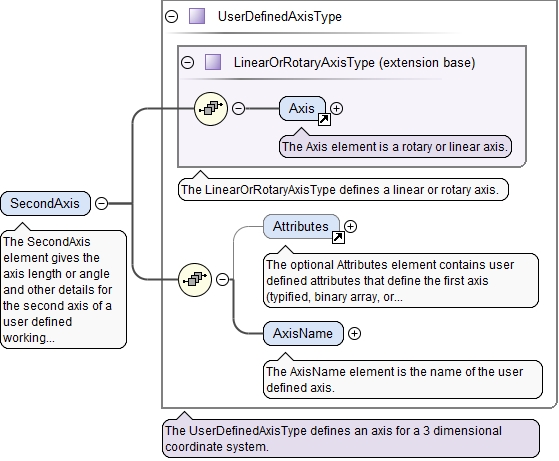 UserDefinedAxisType
LinearOrRotaryAxisType (extension base)
Axis
The Axis element is a rotary or linear axis.
The LinearOrRotaryAxisType defines a linear or rotary axis.
SecondAxis
The SecondAxis
element gives the
axis length or angle
and other details for
the second axis of a
user defined
working...
Attributes
The optional Attributes element contains user
defined attributes that define the first axis
(typified, binary array, or...
AxisName
The AxisName element is the name of the user
defined axis.
The UserDefinedAxisType defines an axis for a 3 dimensional
coordinate system.